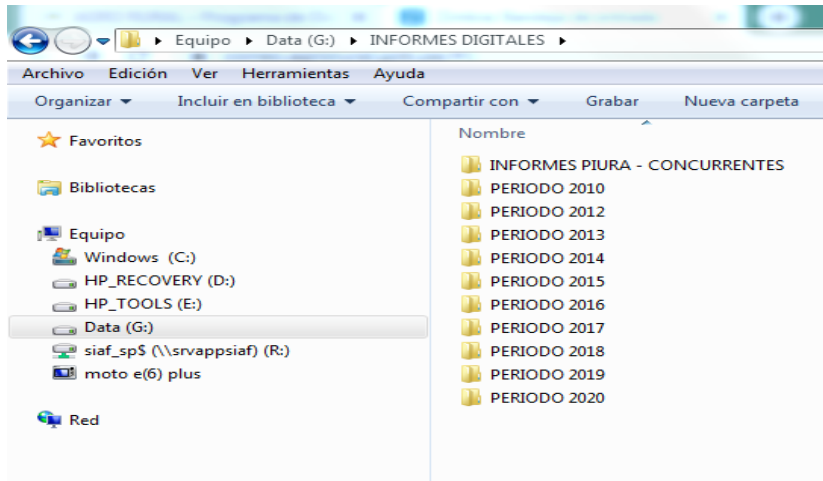 Equipo Data (G:) INFORMES DIGITALES
Archivo Edición Ver Herramientas Ayuda
Organizar Incluir en biblioteca Compartir con Grabar Nueva carpeta
Favoritos
Bibliotecas
Equipo
Windows (C:)
HP_RECOVERY (D:)
HP_TOOLS (E:)
Data (G:)
siaf_sp$ (\\srvappsiaf) (R:)
moto e(6) plus
Red
Nombre
INFORMES PIURA - CONCURRENTES
PERIODO 2010
PERIODO 2012
PERIODO 2013
PERIODO 2014
PERIODO 2015
PERIODO 2016
PERIODO 2017
PERIODO 2018
PERIODO 2019
PERIODO 2020